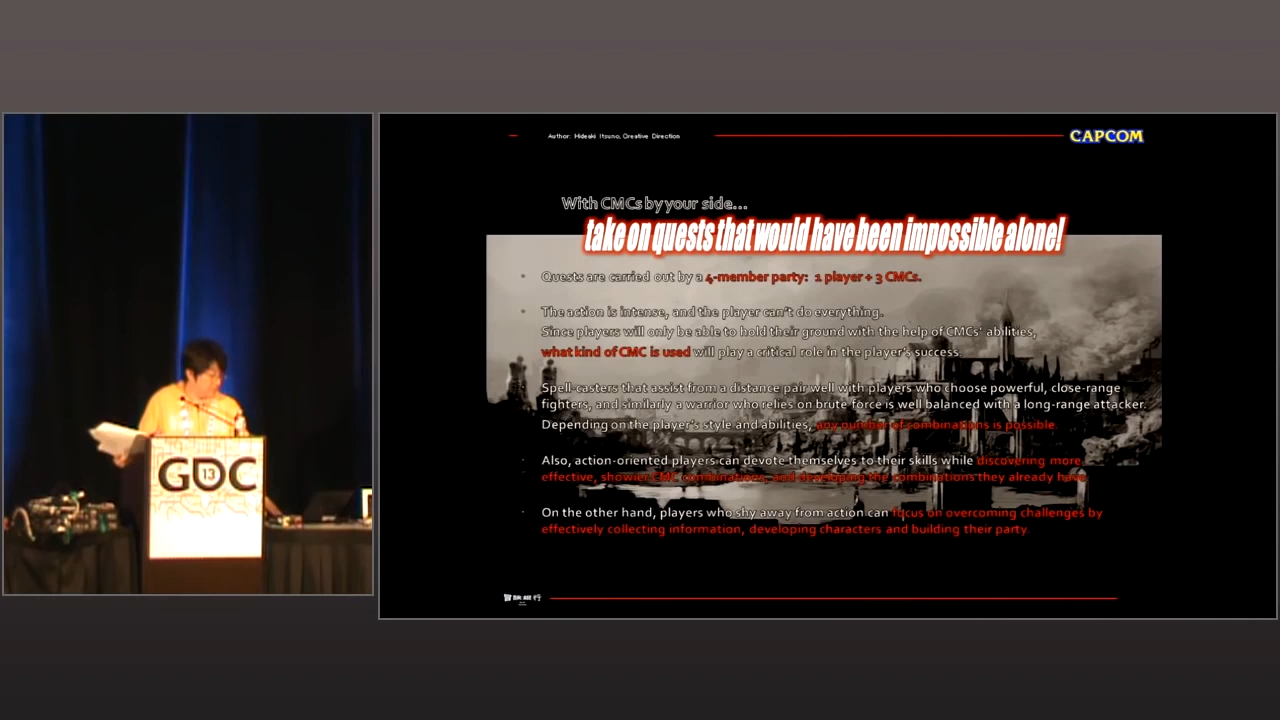 Author: Hideaki Itsuno, Creative Direction
CAPCOM
With CMCs by your side...
take on quests that would have been impossible alone!
Quests are carried out by a 4-member party: 1 player + 3 CMCs.
The action is intense, and the player can't do everything.
Since players will only be able to hold their ground with the help of CMCs' abilities,
what kind of CMC is used will play a critical role in the player's success.
Spell-casters that assist from a distance pair well with players who choose powerful, close-range
fighters, and similarly a warrior who relies on brute force is well balanced with a long-range attacker.
Depending on the player's style and abilities, any number of combinations is possible.
Also, action-oriented players can devote themselves to their skills while discovering more
effective, showier CMC combinations, and developing the combinations they already have.
On the other hand, players who shy away from action can focus on overcoming challenges by
effectively collecting information, developing characters and building their party.
GDC
13